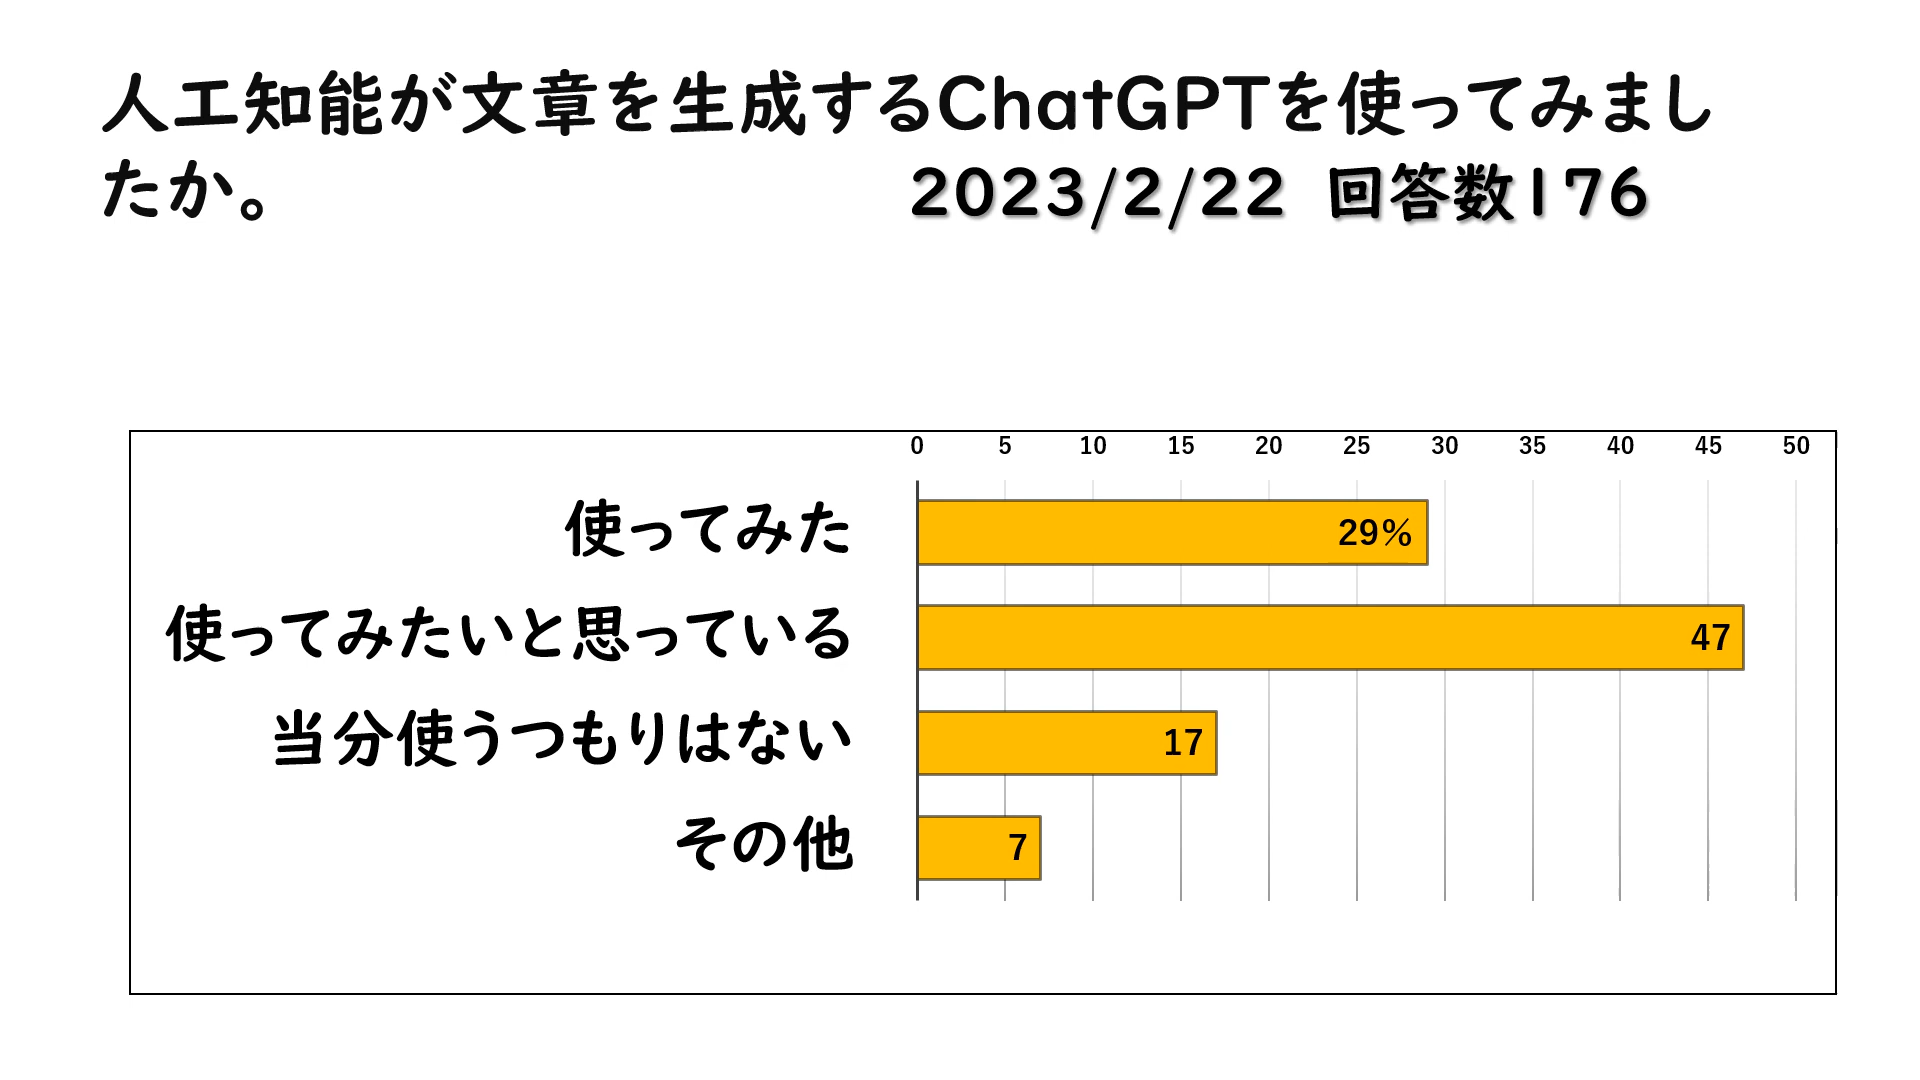 人工知能が文章を生成するChatGPTを使ってみまし
たか。 2023/2/22 回答数176
0 5 10 15 20 25 30 35 40 45 50
使ってみた 29%
使ってみたいと思っている 47
当分使うつもりはない 17
その他 7